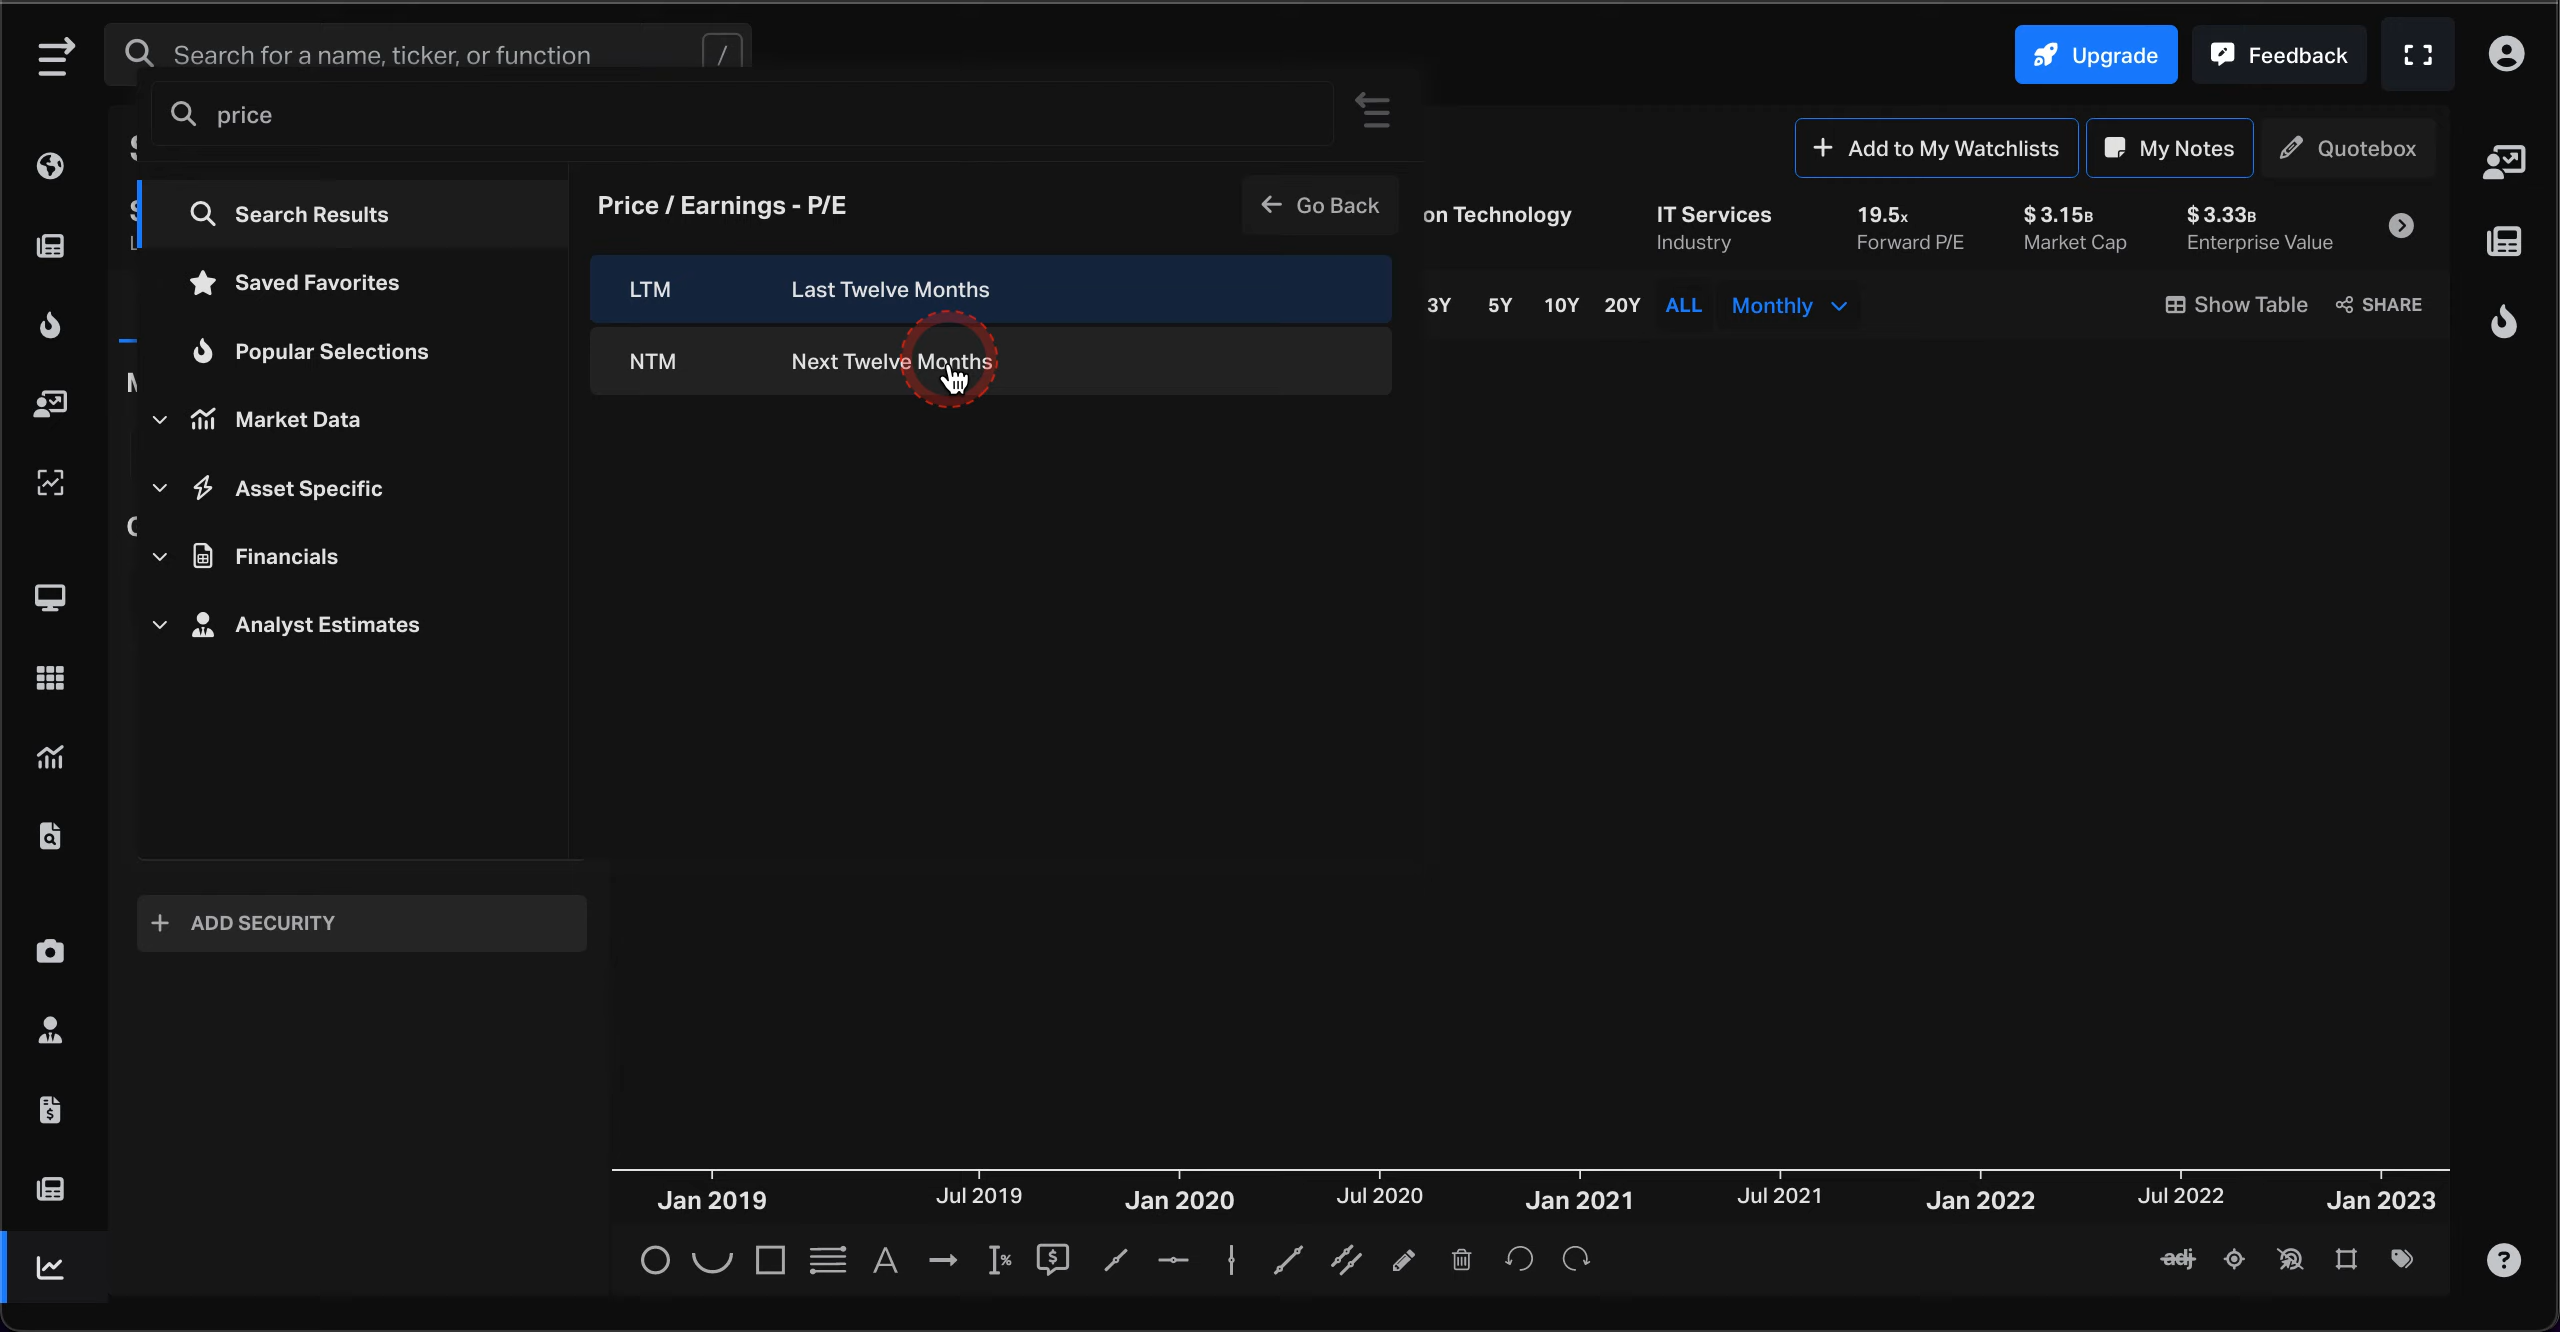 Search for a name, ticker, or function /
Upgrade
Feedback
price
+ Add to My Watchlists
My Notes
Quotebox
Search Results
Price / Earnings - P/E
Go Back
on Technology
IT Services
Industry
19.5x
Forward P/E
$ 3.15B
Market Cap
$ 3.33B
Enterprise Value
Saved Favorites
LTM Last Twelve Months
3Y 5Y 10Y 20Y ALL Monthly
Show Table
SHARE
Popular Selections
NTM Next Twelve Months
Market Data
Asset Specific
Financials
Analyst Estimates
+ ADD SECURITY
Jan 2019 Jul 2019 Jan 2020 Jul 2020 Jan 2021 Jul 2021 Jan 2022 Jul 2022 Jan 2023
adj